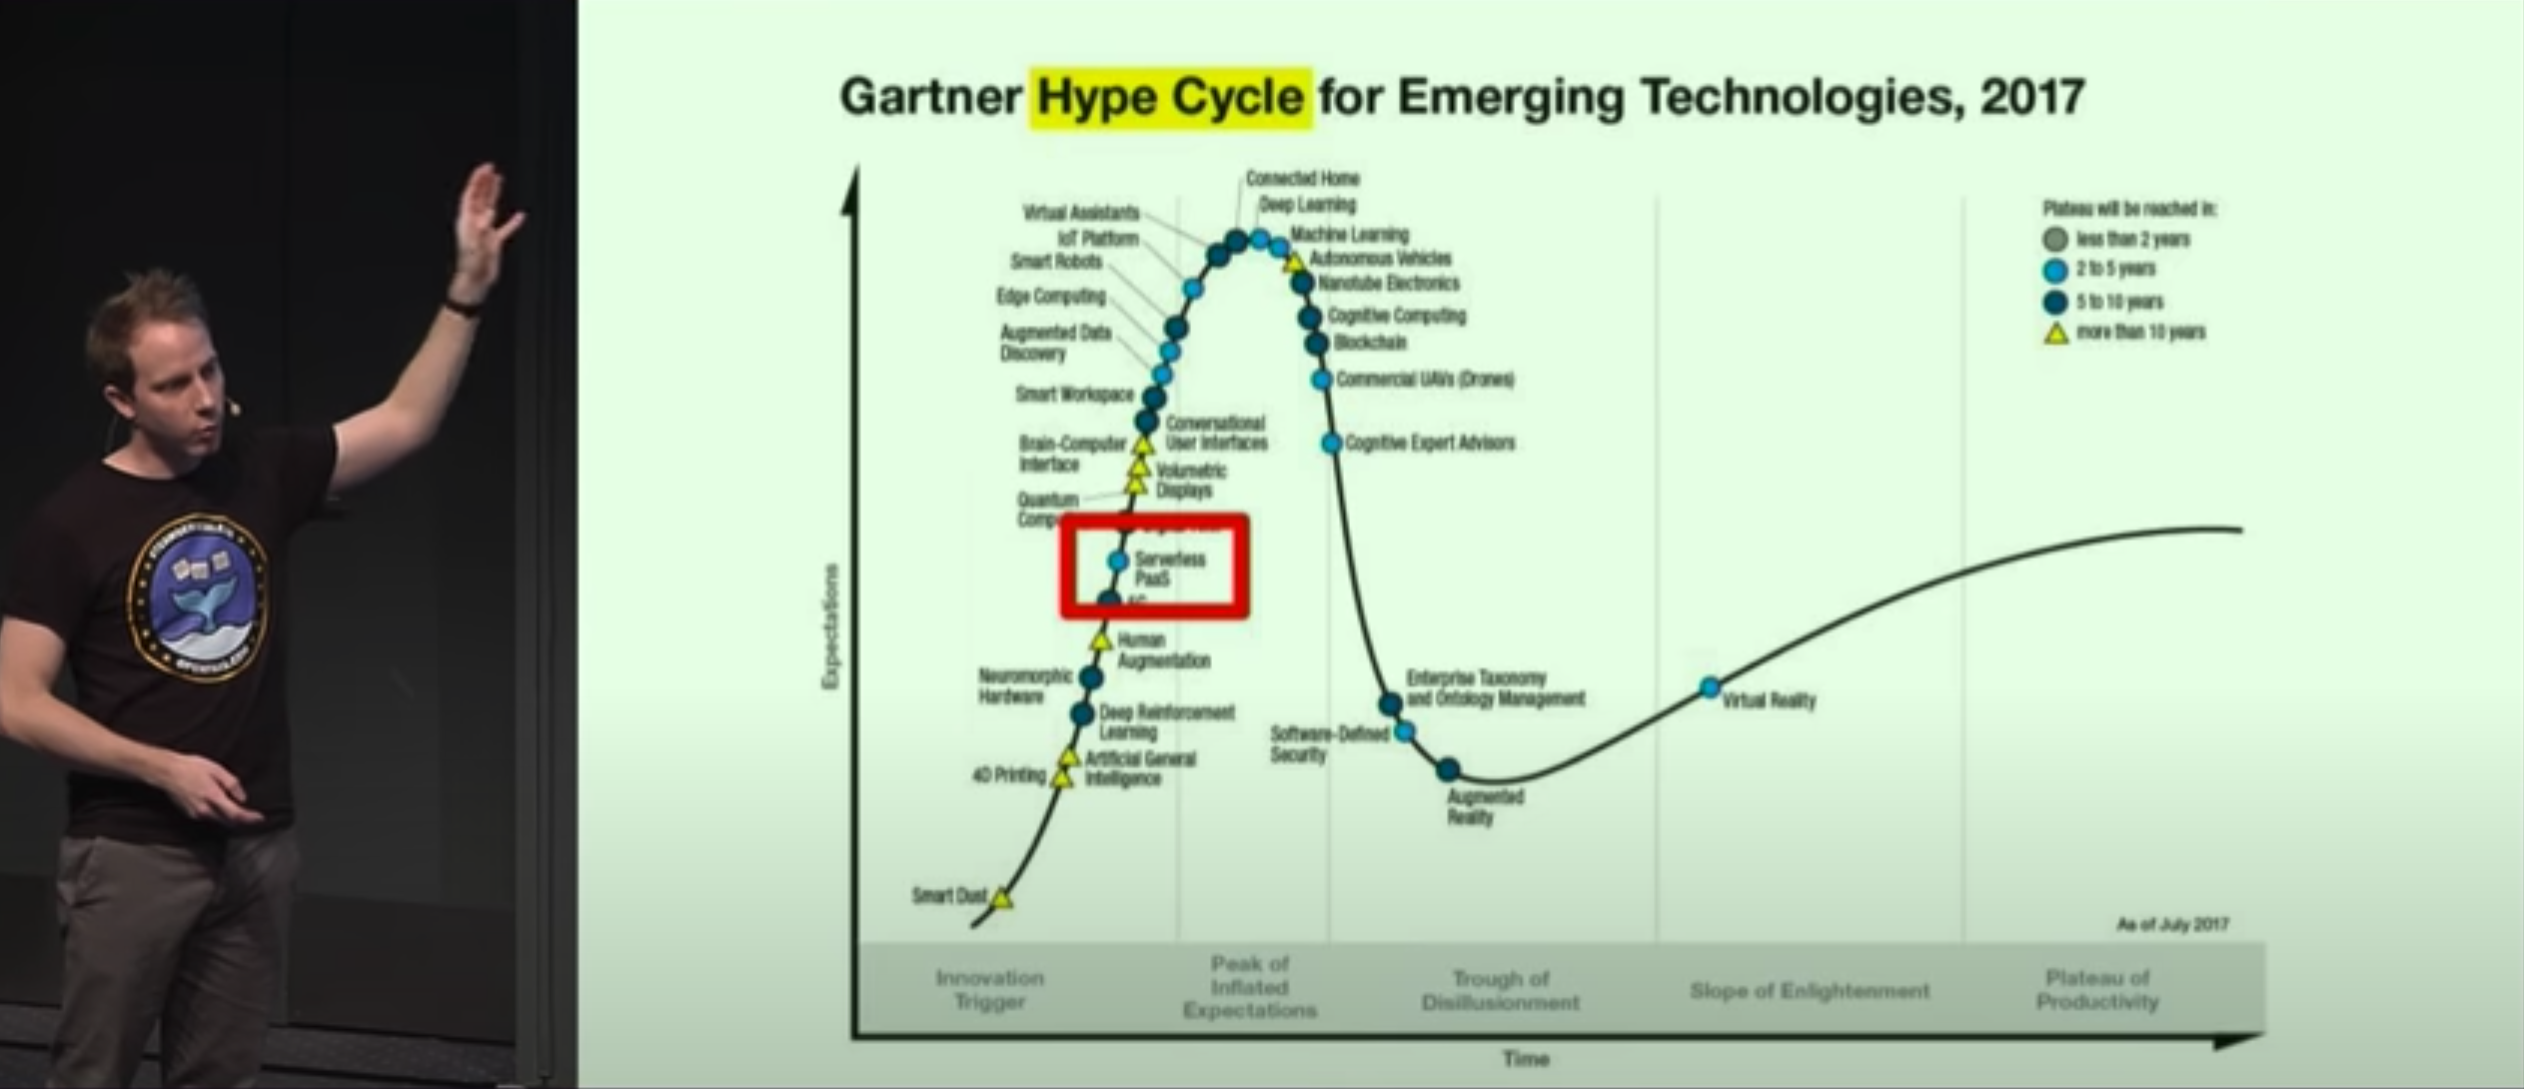 Gartner Hype Cycle for Emerging Technologies, 2017
Connected Home
Deep Learning
Virtual Assistants
Machine Learning
IoT Platform
Autonomous Vehicles
Smart Robots
Nanotube Electronics
Edge Computing
Cognitive Computing
Augmented Data
Discovery
Blockchain
Commercial UAVs (Drones)
Smart Workspace
Conversational
User Interfaces
Cognitive Expert Advisors
Brain-Computer
Interface
Volumetric
Displays
Quantum
Serverless
PaaS
Human
Augmentation
Neuromorphic
Hardware
Deep Reinforcement
Learning
Artificial General
Intelligence
4D Printing
Smart Dust
Enterprise Taxonomy
and Ontology Management
Software-Defined
Security
Augmented
Reality
Virtual Reality
Plateau will be reached in:
less than 2 years
2 to 5 years
5 to 10 years
more than 10 years
As of July 2017
Expectations
Innovation
Trigger
Peak of
Inflated
Expectations
Trough of
Disillusionment
Slope of Enlightenment
Plateau of
Productivity
Time